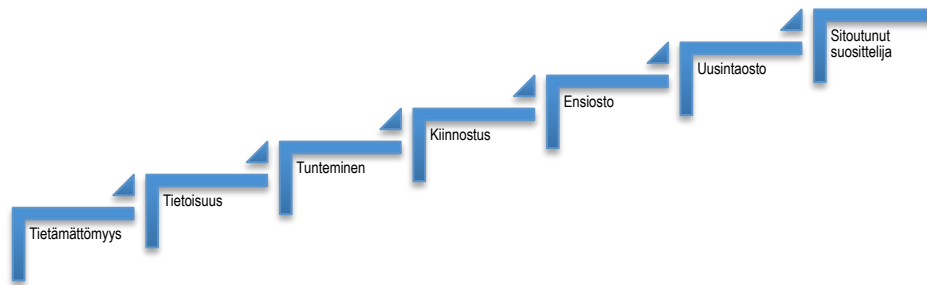 Tietämättömyys
Tietoisuus
Tunteminen
Kiinnostus
Ensiosto
Uusintaosto
Sitoutunut
suosittelija